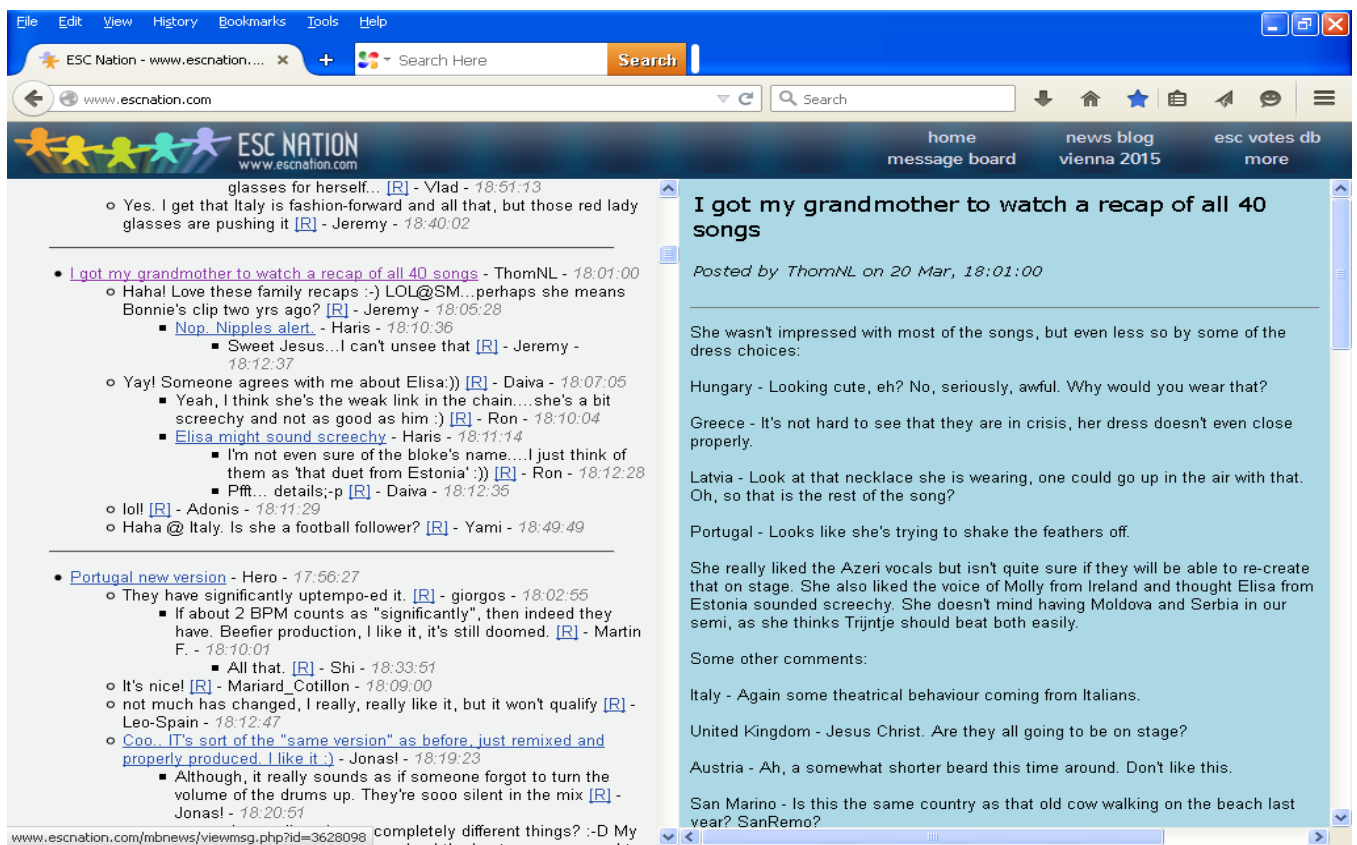 File Edit View History Bookmarks Tools Help
ESC Nation - www.escnation.... × + Search Here Search
www.escnation.com Search
ESC NATION
www.escnation.com
home news blog esc votes db
message board vienna 2015 more
glasses for herself... [R] - Vlad - 18:51:13
o Yes. I get that Italy is fashion-forward and all that, but those red lady
glasses are pushing it [R] - Jeremy - 18:40:02
• I got my grandmother to watch a recap of all 40 songs - ThomNL - 18:01:00
o Haha! Love these family recaps :-) LOL@SM...perhaps she means
Bonnie's clip two yrs ago? [R] - Jeremy - 18:05:28
▪ Nop. Nipples alert. - Haris - 18:10:36
▪ Sweet Jesus...I can't unsee that [R] - Jeremy -
18:12:37
o Yay! Someone agrees with me about Elisa:)) [R] - Daiva - 18:07:05
▪ Yeah, I think she's the weak link in the chain....she's a bit
screechy and not as good as him :) [R] - Ron - 18:10:04
▪ Elisa might sound screechy - Haris - 18:11:14
▪ I'm not even sure of the bloke's name....I just think of
them as 'that duet from Estonia' :)) [R] - Ron - 18:12:28
▪ Pfft... details;-p [R] - Daiva - 18:12:35
o lol! [R] - Adonis - 18:11:29
o Haha @ Italy. Is she a football follower? [R] - Yami - 18:49:49
• Portugal new version - Hero - 17:56:27
o They have significantly uptempo-ed it. [R] - giorgos - 18:02:55
▪ If about 2 BPM counts as "significantly", then indeed they
have. Beefier production, I like it, it's still doomed. [R] - Martin
F. - 18:10:01
▪ All that. [R] - Shi - 18:33:51
o It's nice! [R] - Mariard_Cotillon - 18:09:00
o not much has changed, I really, really like it, but it won't qualify [R] -
Leo-Spain - 18:12:47
o Coo.. IT's sort of the "same version" as before, just remixed and
properly produced. I like it :) - Jonas! - 18:19:23
▪ Although, it really sounds as if someone forgot to turn the
volume of the drums up. They're sooo silent in the mix [R] -
Jonas! - 18:20:51
completely different things? :-D My
www.escnation.com/mbnews/viewmsg.php?id=3628098
I got my grandmother to watch a recap of all 40
songs
Posted by ThomNL on 20 Mar, 18:01:00
She wasn't impressed with most of the songs, but even less so by some of the
dress choices:
Hungary - Looking cute, eh? No, seriously, awful. Why would you wear that?
Greece - It's not hard to see that they are in crisis, her dress doesn't even close
properly.
Latvia - Look at that necklace she is wearing, one could go up in the air with that.
Oh, so that is the rest of the song?
Portugal - Looks like she's trying to shake the feathers off.
She really liked the Azeri vocals but isn't quite sure if they will be able to re-create
that on stage. She also liked the voice of Molly from Ireland and thought Elisa from
Estonia sounded screechy. She doesn't mind having Moldova and Serbia in our
semi, as she thinks Trijntje should beat both easily.
Some other comments:
Italy - Again some theatrical behaviour coming from Italians.
United Kingdom - Jesus Christ. Are they all going to be on stage?
Austria - Ah, a somewhat shorter beard this time around. Don't like this.
San Marino - Is this the same country as that old cow walking on the beach last
year? SanRemo?